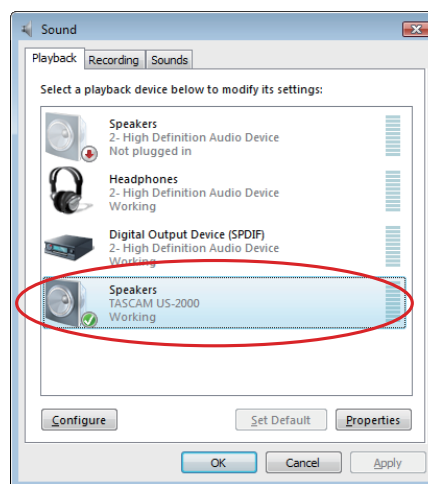 Sound
Playback Recording Sounds
Select a playback device below to modify its settings:
Speakers
2- High Definition Audio Device
Not plugged in
Headphones
2- High Definition Audio Device
Working
Digital Output Device (SPDIF)
2- High Definition Audio Device
Working
Speakers
TASCAM US-2000
Working
Configure Set Default Properties
OK Cancel Apply